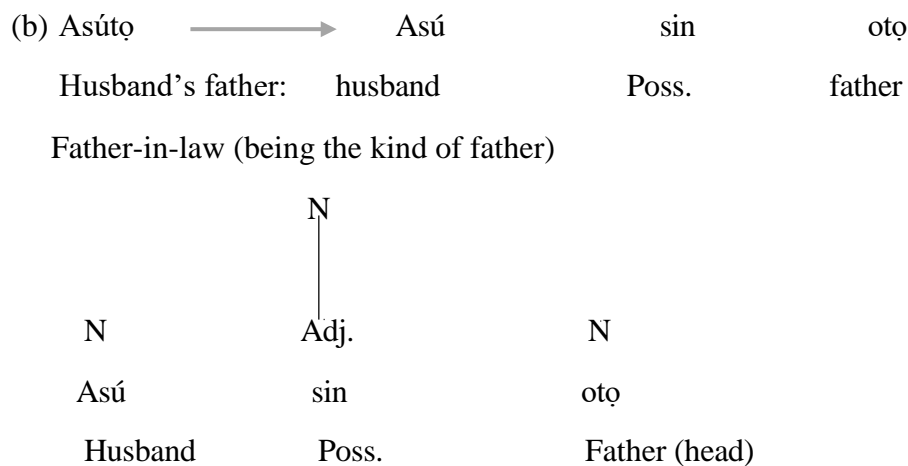 (b) Asútọ Asú sin otọ
Husband's father: husband Poss. father
Father-in-law (being the kind of father)
N
N Adj. N
Asú sin otọ
Husband Poss. Father (head)